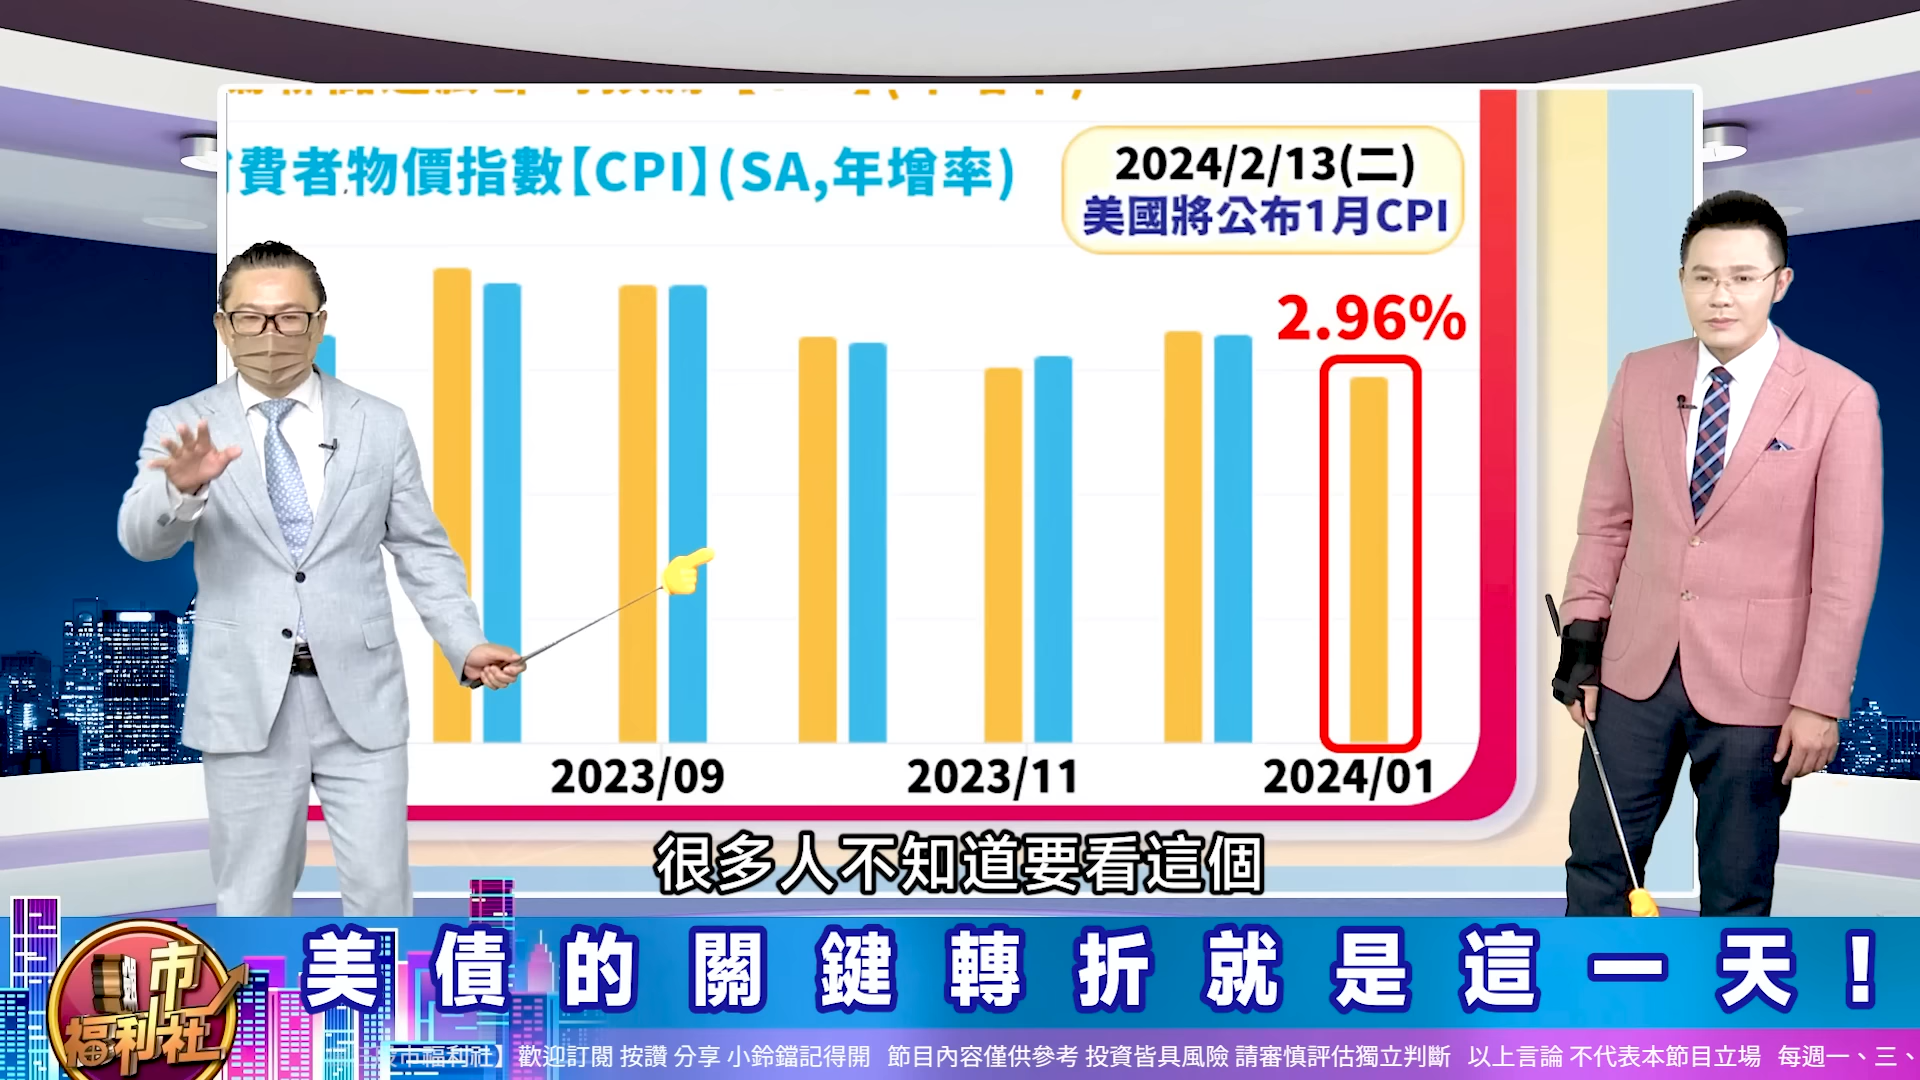 費者物價指數【CPI】(SA,年增率)
2024/2/13(二)
美國將公布1月CPI
2.96%
2023/09
2023/11
2024/01
很多人不知道要看這個
美債的關鍵轉折就是這一天!
市
福利社
市福利社】歡迎訂閱 按讚 分享 小鈴鐺記得開 節目內容僅供參考 投資皆具風險 請審慎評估獨立判斷 以上言論 不代表本節目立場 每週一、三、